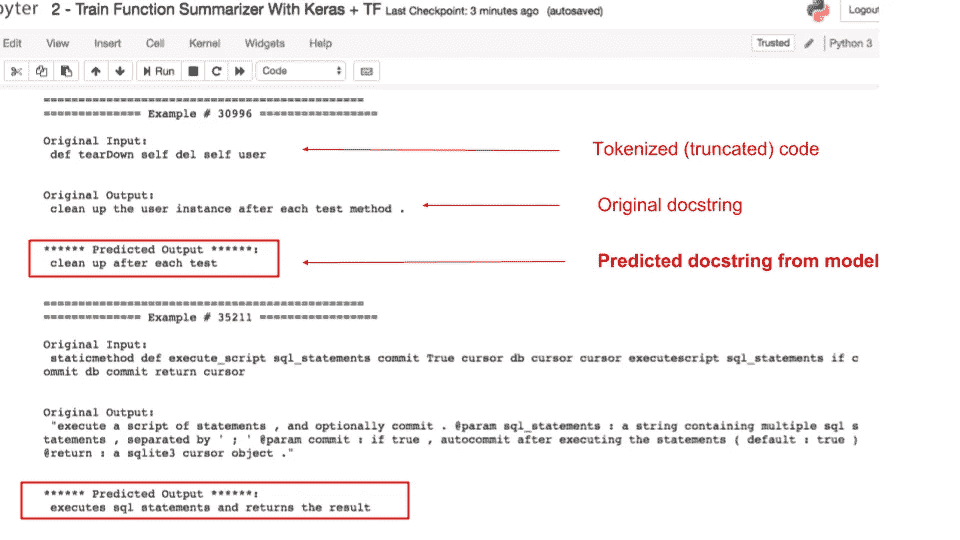 pyter 2 - Train Function Summarizer With Keras + TF Last Checkpoint: 3 minutes ago (autosaved)
Logout
Edit View Insert Cell Kernel Widgets Help
Trusted Python 3
Run Code
==============================================
============== Example # 30996 =================
Original Input:
def tearDown self del self user
Tokenized (truncated) code
Original Output:
clean up the user instance after each test method .
Original docstring
****** Predicted Output ******:
clean up after each test
Predicted docstring from model
==============================================
============== Example # 35211 =================
Original Input:
staticmethod def execute_script sql_statements commit True cursor db cursor cursor executescript sql_statements if c
ommit db commit return cursor
Original Output:
"execute a script of statements , and optionally commit . @param sql_statements : a string containing multiple sql s
tatements , separated by ' ; ' @param commit : if true , autocommit after executing the statements ( default : true )
@return : a sqlite3 cursor object ."
****** Predicted Output ******:
executes sql statements and returns the result